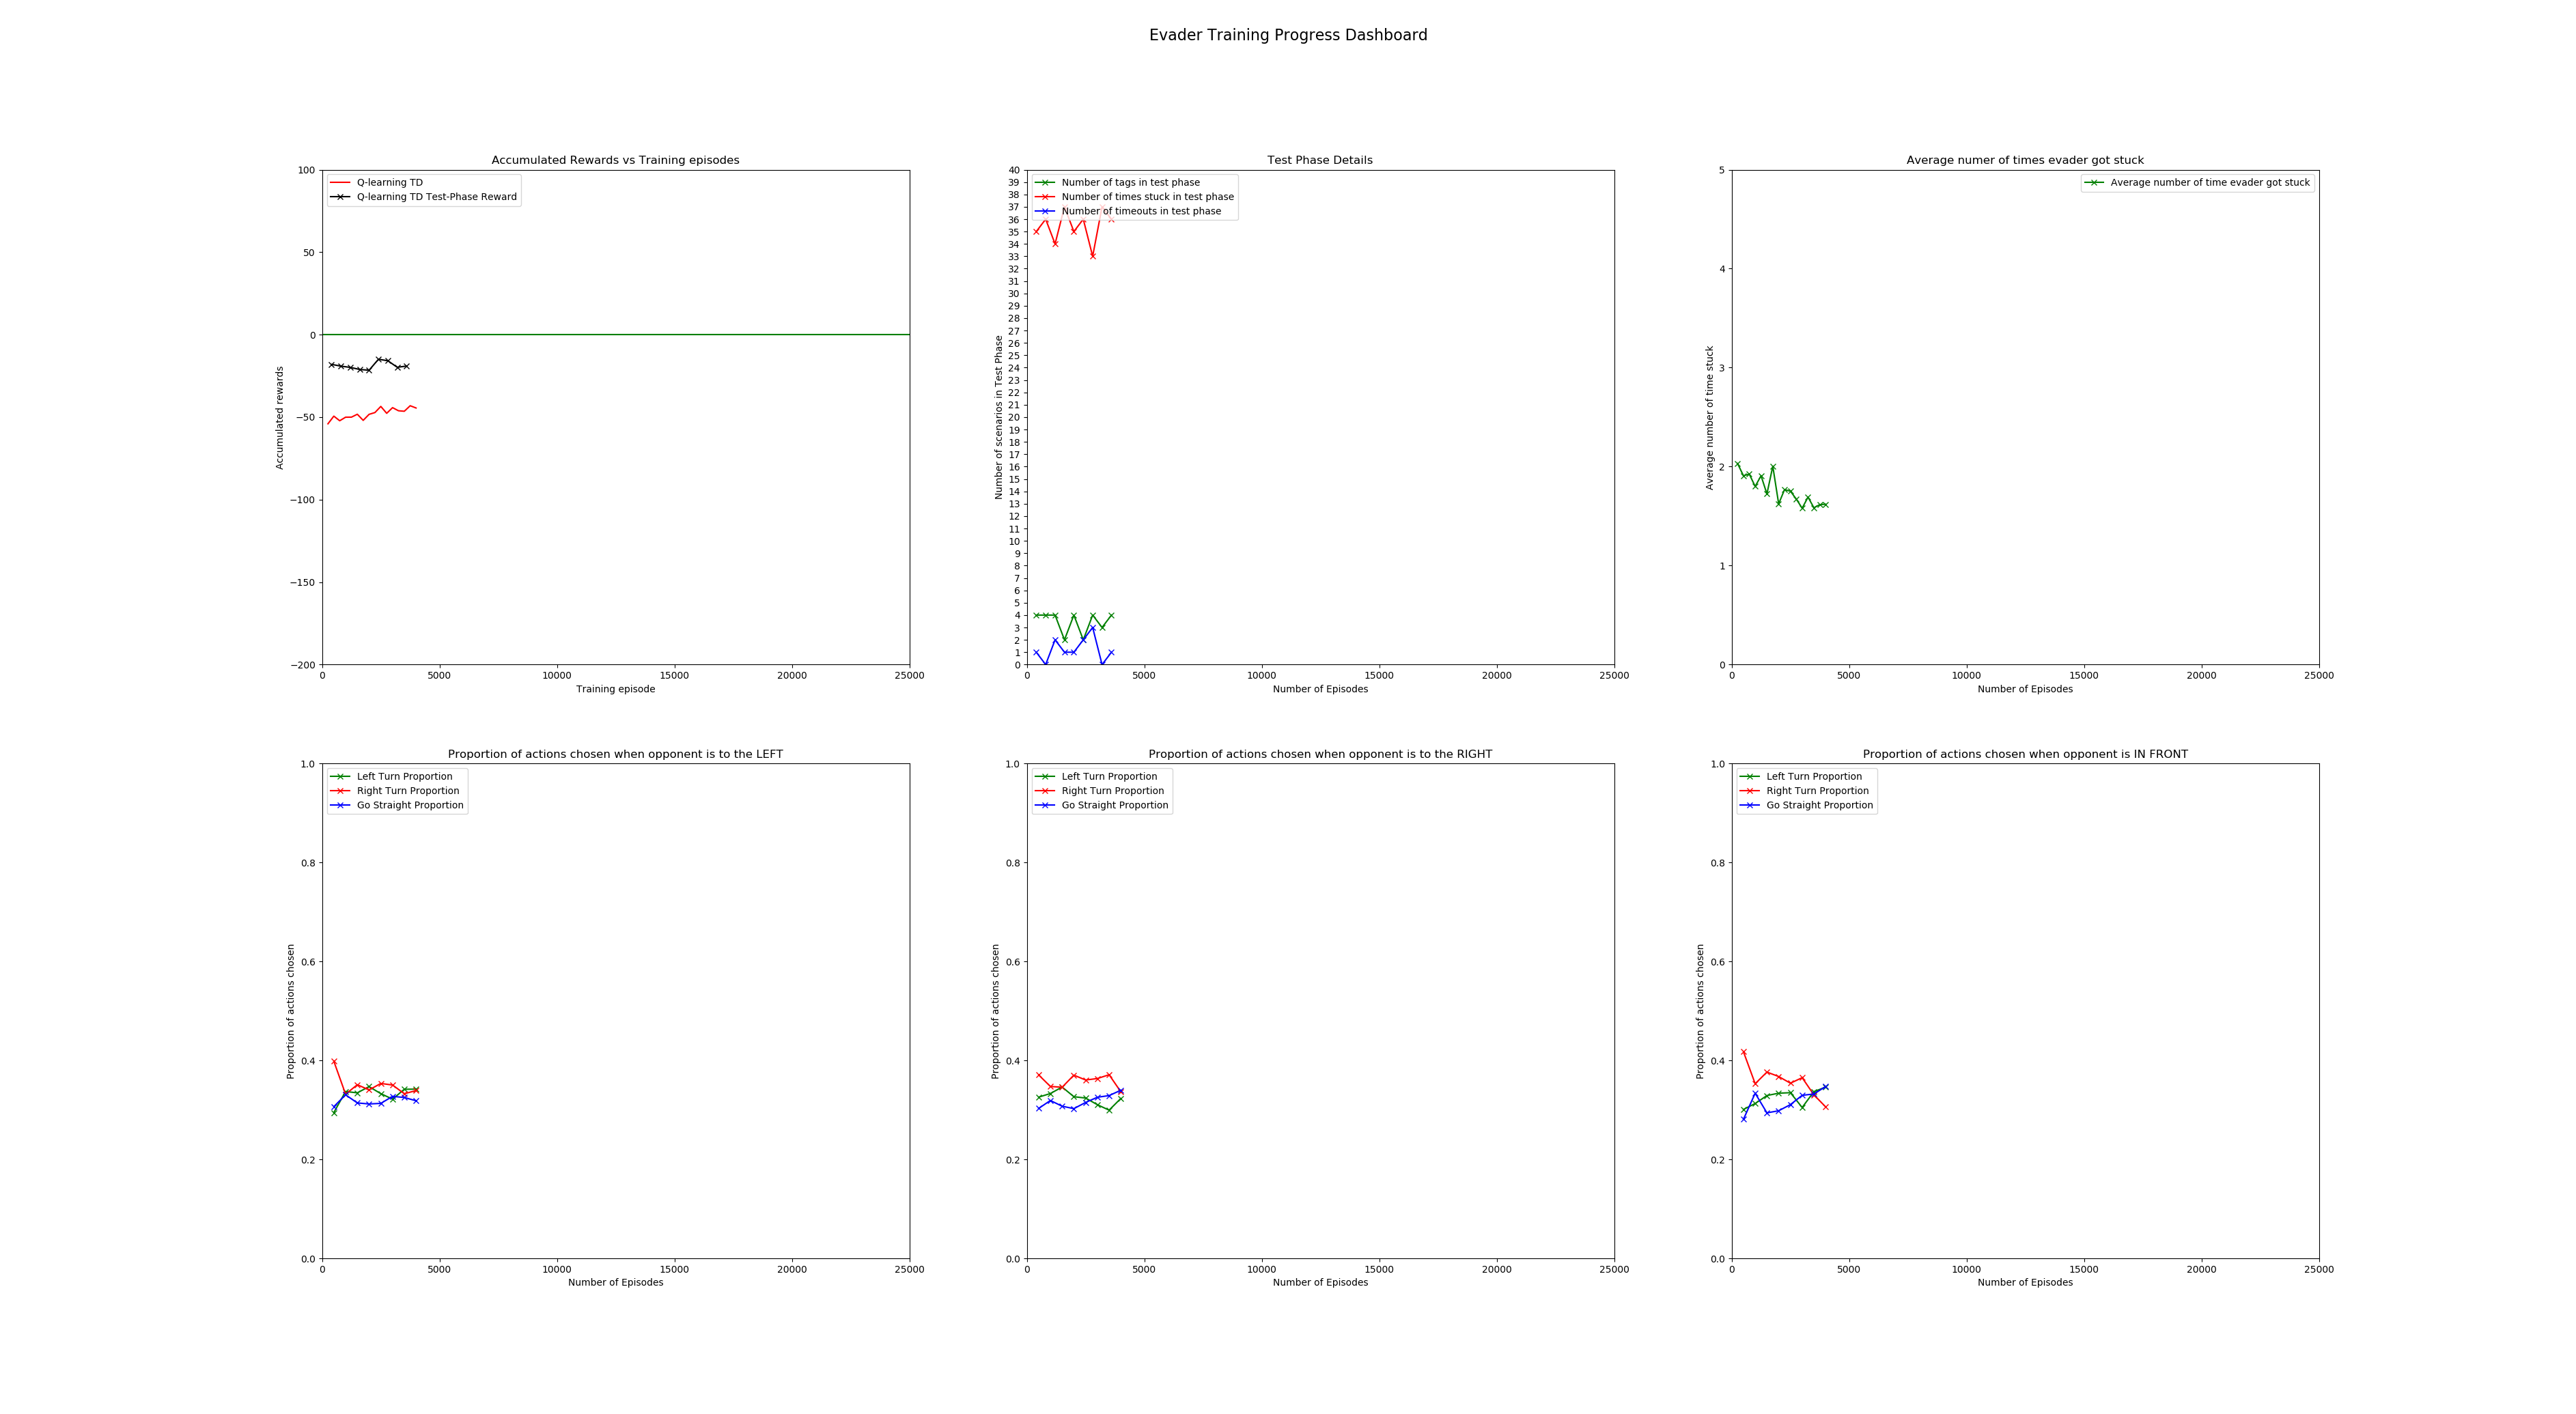 Evader Training Progress Dashboard
Accumulated Rewards vs Training episodes
Q-learning TD
Q-learning TD Test-Phase Reward
100
50
0
−50
−100
−150
−200
Accumulated rewards
0 5000 10000 15000 20000 25000
Training episode
Test Phase Details
Number of tags in test phase
Number of times stuck in test phase
Number of timeouts in test phase
40
39
38
37
36
35
34
33
32
31
30
29
28
27
26
25
24
23
22
21
20
19
18
17
16
15
14
13
12
11
10
9
8
7
6
5
4
3
2
1
0
Number of scenarios in Test Phase
0 5000 10000 15000 20000 25000
Number of Episodes
Average numer of times evader got stuck
Average number of time evader got stuck
5
4
3
2
1
0
Average number of time stuck
0 5000 10000 15000 20000 25000
Number of Episodes
Proportion of actions chosen when opponent is to the LEFT
Left Turn Proportion
Right Turn Proportion
Go Straight Proportion
1.0
0.8
0.6
0.4
0.2
0.0
Proportion of actions chosen
0 5000 10000 15000 20000 25000
Number of Episodes
Proportion of actions chosen when opponent is to the RIGHT
Left Turn Proportion
Right Turn Proportion
Go Straight Proportion
1.0
0.8
0.6
0.4
0.2
0.0
Proportion of actions chosen
0 5000 10000 15000 20000 25000
Number of Episodes
Proportion of actions chosen when opponent is IN FRONT
Left Turn Proportion
Right Turn Proportion
Go Straight Proportion
1.0
0.8
0.6
0.4
0.2
0.0
Proportion of actions chosen
0 5000 10000 15000 20000 25000
Number of Episodes